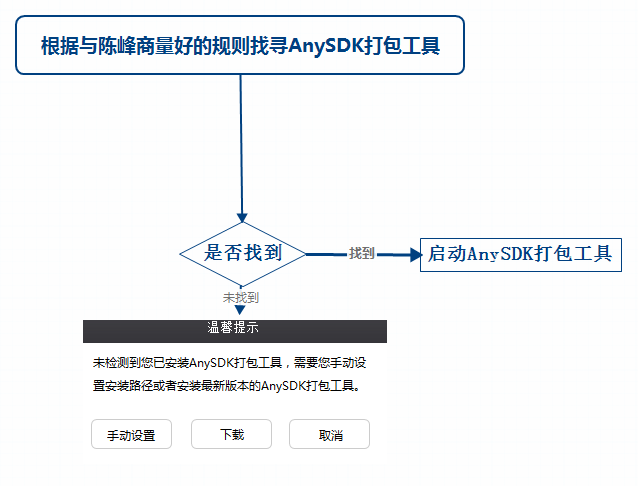 根据与陈峰商量好的规则找寻AnySDK打包工具
是否找到
找到
启动AnySDK打包工具
未找到
温馨提示
未检测到您已安装AnySDK打包工具，需要您手动设
置安装路径或者安装最新版本的AnySDK打包工具。
手动设置
下载
取消